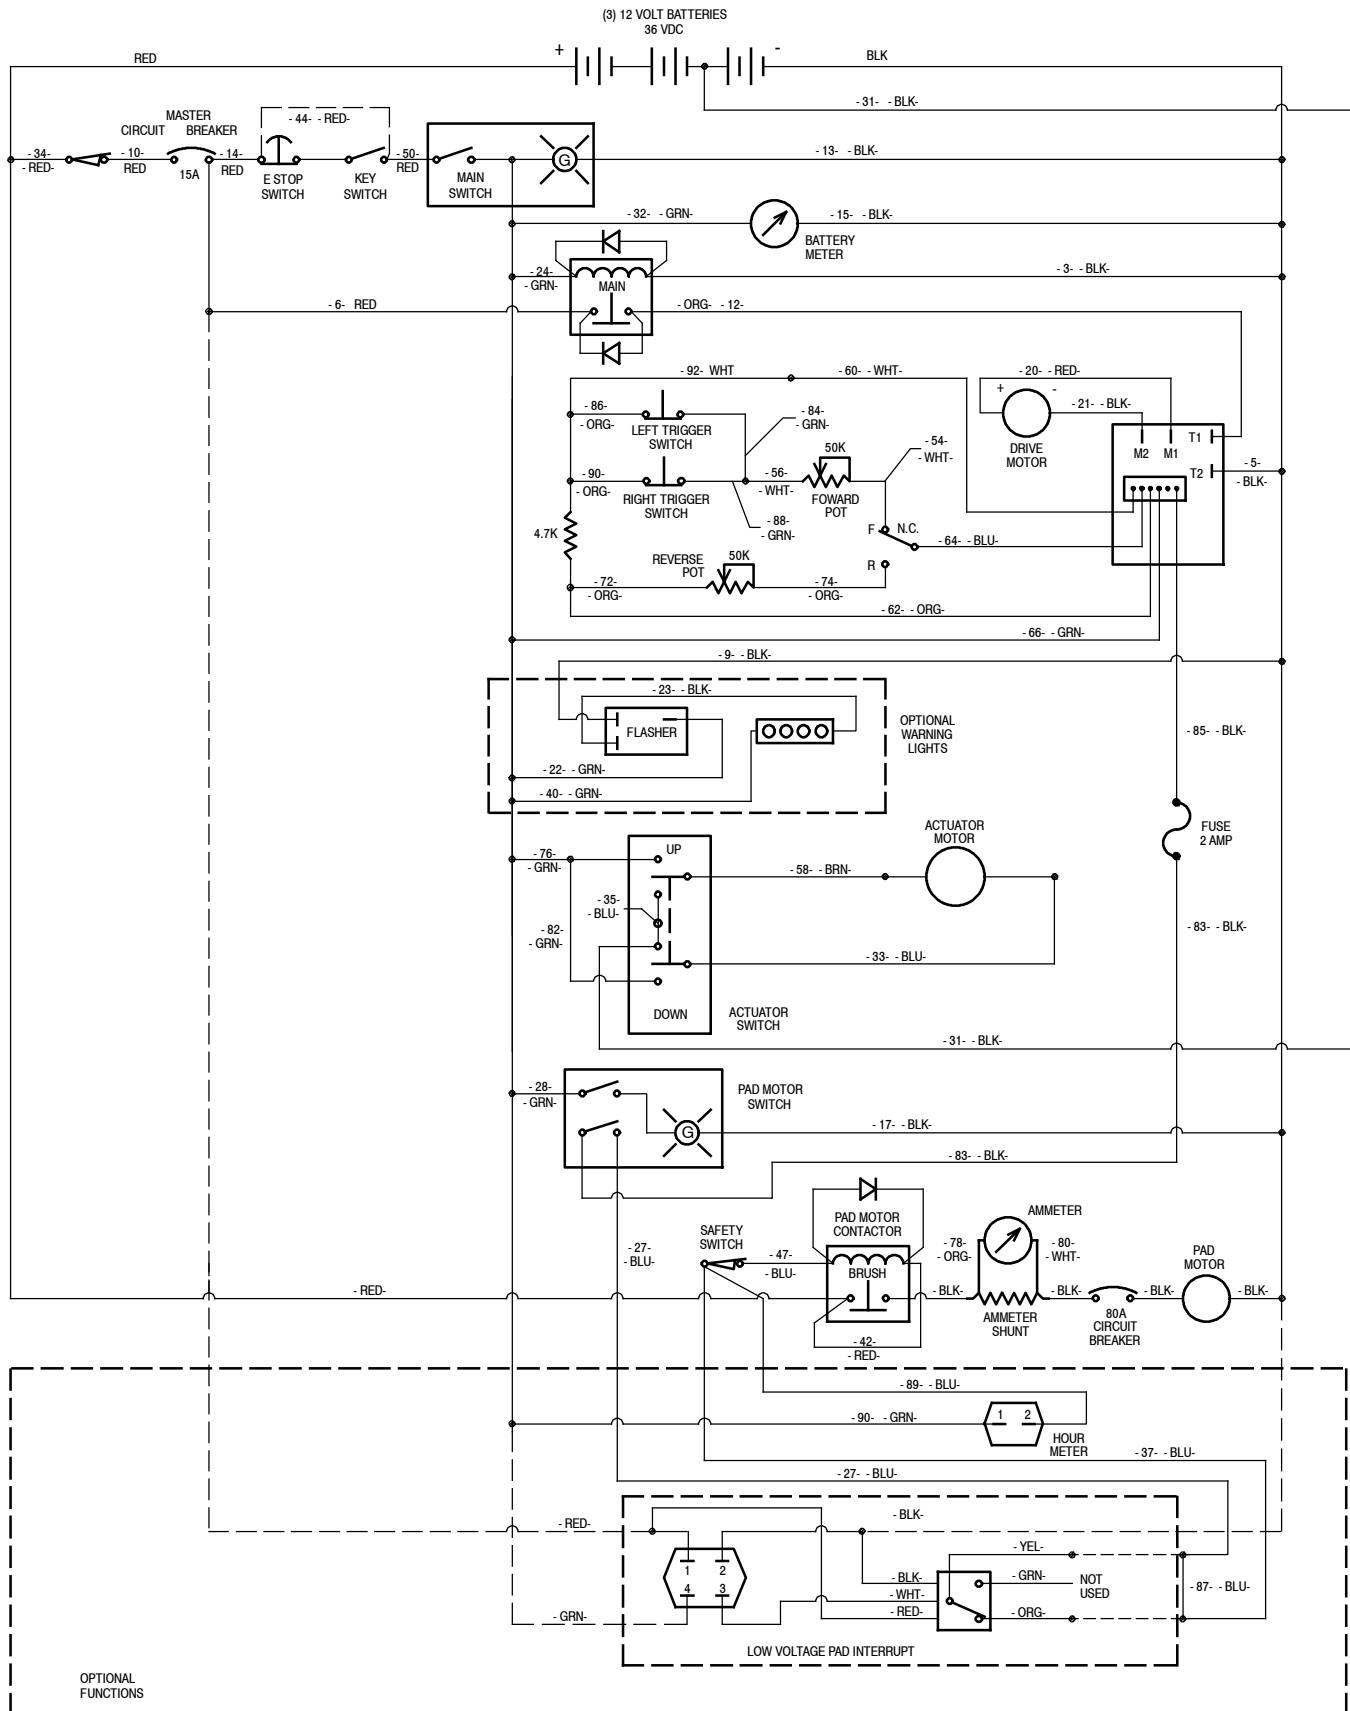 (3) 12 VOLT BATTERIES
36 VDC
+
-
RED
BLK
- 31- - BLK-
MASTER
CIRCUIT BREAKER
- 44- - RED-
- 34-
- RED-
- 10-
RED
15A
- 14-
RED
E STOP
SWITCH
KEY
SWITCH
- 50-
RED
MAIN
SWITCH
G
- 13- - BLK-
- 32- - GRN-
- 15- - BLK-
BATTERY
METER
- 24-
- GRN-
MAIN
- 3- - BLK-
- 6- RED
- ORG- - 12-
- 92- WHT
- 60- - WHT-
- 20- - RED-
+
-
- 21- - BLK-
DRIVE
MOTOR
- 86-
- ORG-
LEFT TRIGGER
SWITCH
- 84-
- GRN-
- 54-
- WHT-
M2 M1
T1
T2
- 5-
- BLK-
- 90-
- ORG-
RIGHT TRIGGER
SWITCH
- 56-
- WHT-
50K
FOWARD
POT
- 88-
- GRN-
4.7K
F
N.C.
R
- 64- - BLU-
REVERSE
POT
50K
- 72-
- ORG-
- 74-
- ORG-
- 62- - ORG-
- 66- - GRN-
- 9- - BLK-
- 23- - BLK-
FLASHER
OPTIONAL
WARNING
LIGHTS
- 22- - GRN-
- 40- - GRN-
- 85- - BLK-
FUSE
2 AMP
- 83- - BLK-
- 76-
- GRN-
- 82-
- GRN-
UP
- 35-
- BLU-
DOWN
ACTUATOR
SWITCH
ACTUATOR
MOTOR
- 58- - BRN-
- 33- - BLU-
- 31- - BLK-
- 28-
- GRN-
G
PAD MOTOR
SWITCH
- 17- - BLK-
- 83- - BLK-
- 27-
- BLU-
SAFETY
SWITCH
- 47-
- BLU-
PAD MOTOR
CONTACTOR
BRUSH
- 42-
- RED-
AMMETER
- 78-
- ORG-
- 80-
- WHT-
PAD
MOTOR
- RED-
- BLK-
AMMETER
SHUNT
- BLK-
80A
CIRCUIT
BREAKER
- BLK-
- BLK-
- 89- - BLU-
- 90- - GRN-
1 2
HOUR
METER
- 37- - BLU-
- 27- - BLU-
- RED-
- BLK-
1 2
4 3
- YEL-
- BLK-
- WHT-
- RED-
- GRN-
NOT
USED
- ORG-
- 87- - BLU-
- GRN-
LOW VOLTAGE PAD INTERRUPT
OPTIONAL
FUNCTIONS